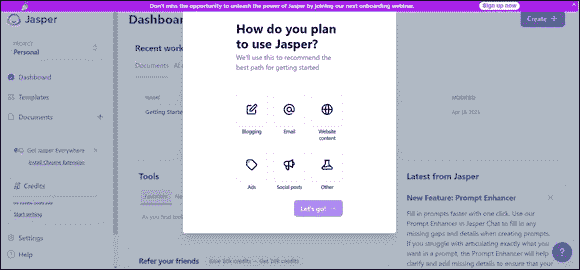 Don't miss the opportunity to unleash the power of Jasper by joining our next onboarding webinar.
Sign up now
Jasper
Dashboard
Create +
PROJECT
Personal
Recent work
Documents
Dashboard
Templates
Documents +
NAME
MODIFIED
Getting Started
Get Jasper Everywhere
Install Chrome Extension
Credits
Start writing
Settings
Help
How do you plan
to use Jasper?
We'll use this to recommend the
best path for getting started
Blogging
Email
Website
content
Ads
Social posts
Other
Let's go!
Tools
As you find
Refer your friends
Give 10k credits — Get 10k credits
Latest from Jasper
New Feature: Prompt Enhancer
Fill in prompts faster with one click. Use our
Prompt Enhancer in Jasper Chat to fill in any
missing gaps and details when creating prompts.
If you struggle with articulating exactly what you
want in a prompt, the Prompt Enhancer will help
clarify and add missing details to ensure that your
?